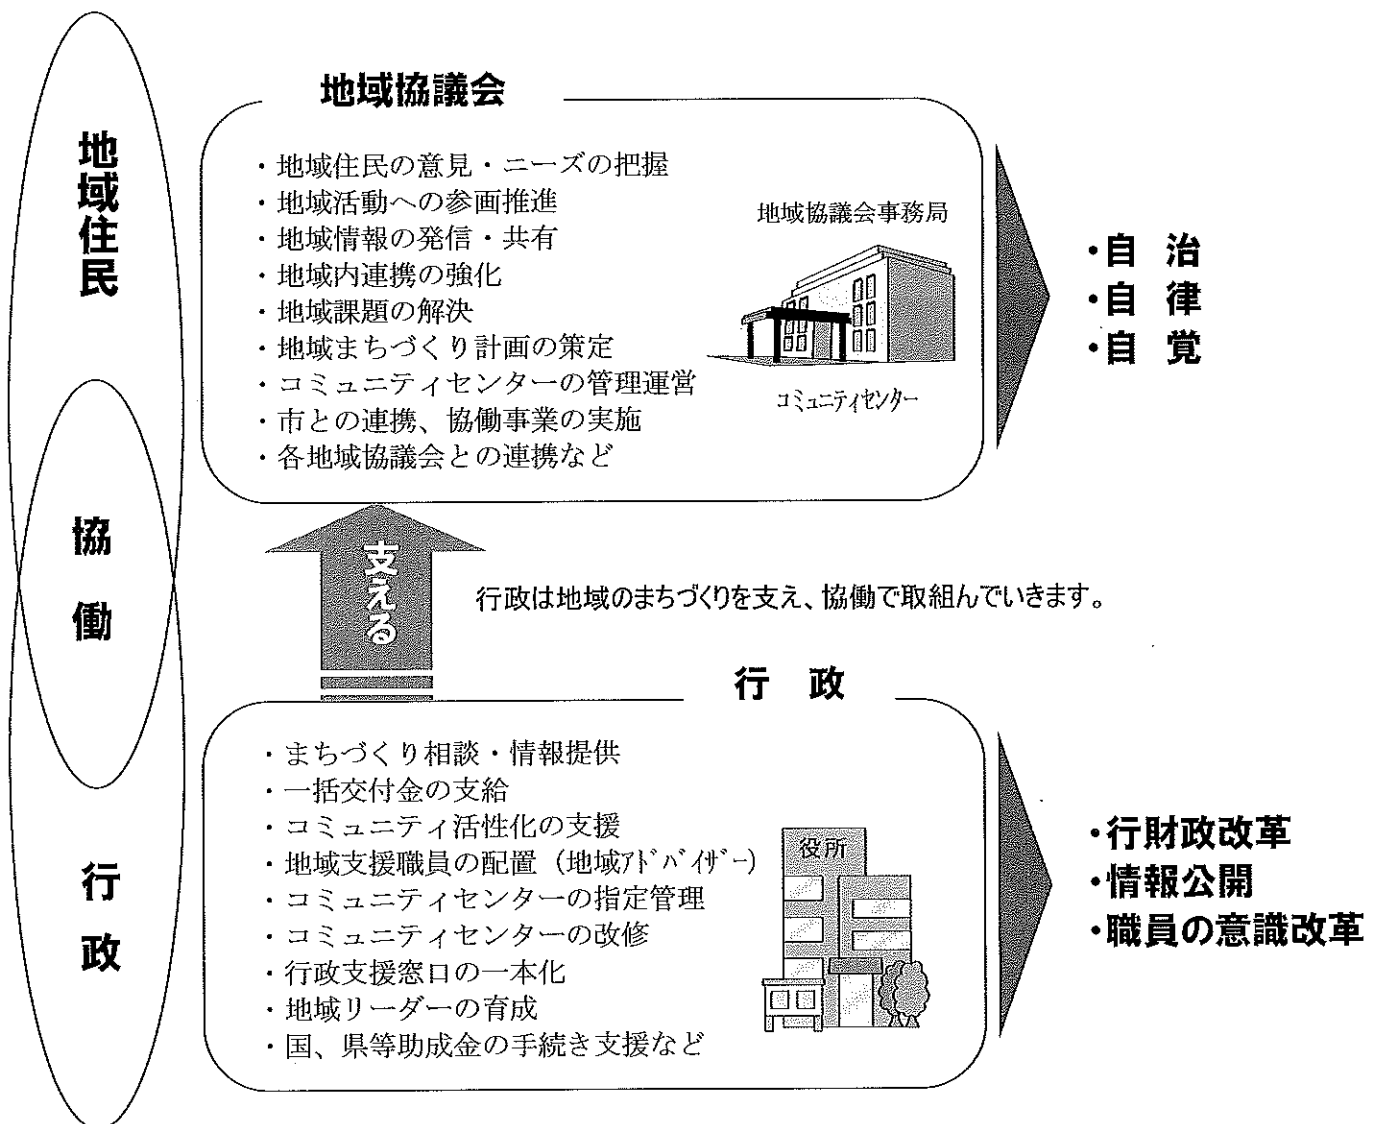 地域住民
協働
行政
地域協議会
・地域住民の意見・ニーズの把握
・地域活動への参画推進
・地域情報の発信・共有
・地域内連携の強化
・地域課題の解決
・地域まちづくり計画の策定
・コミュニティセンターの管理運営
・市との連携、協働事業の実施
・各地域協議会との連携など
地域協議会事務局
コミュニティセンター
・自　治
・自　律
・自　覚
支える
行政は地域のまちづくりを支え、協働で取組んでいきます。
行　政
・まちづくり相談・情報提供
・一括交付金の支給
・コミュニティ活性化の支援
・地域支援職員の配置（地域ｱﾄﾞﾊﾞｲｻﾞｰ）
・コミュニティセンターの指定管理
・コミュニティセンターの改修
・行政支援窓口の一本化
・地域リーダーの育成
・国、県等助成金の手続き支援など
役所
・行財政改革
・情報公開
・職員の意識改革